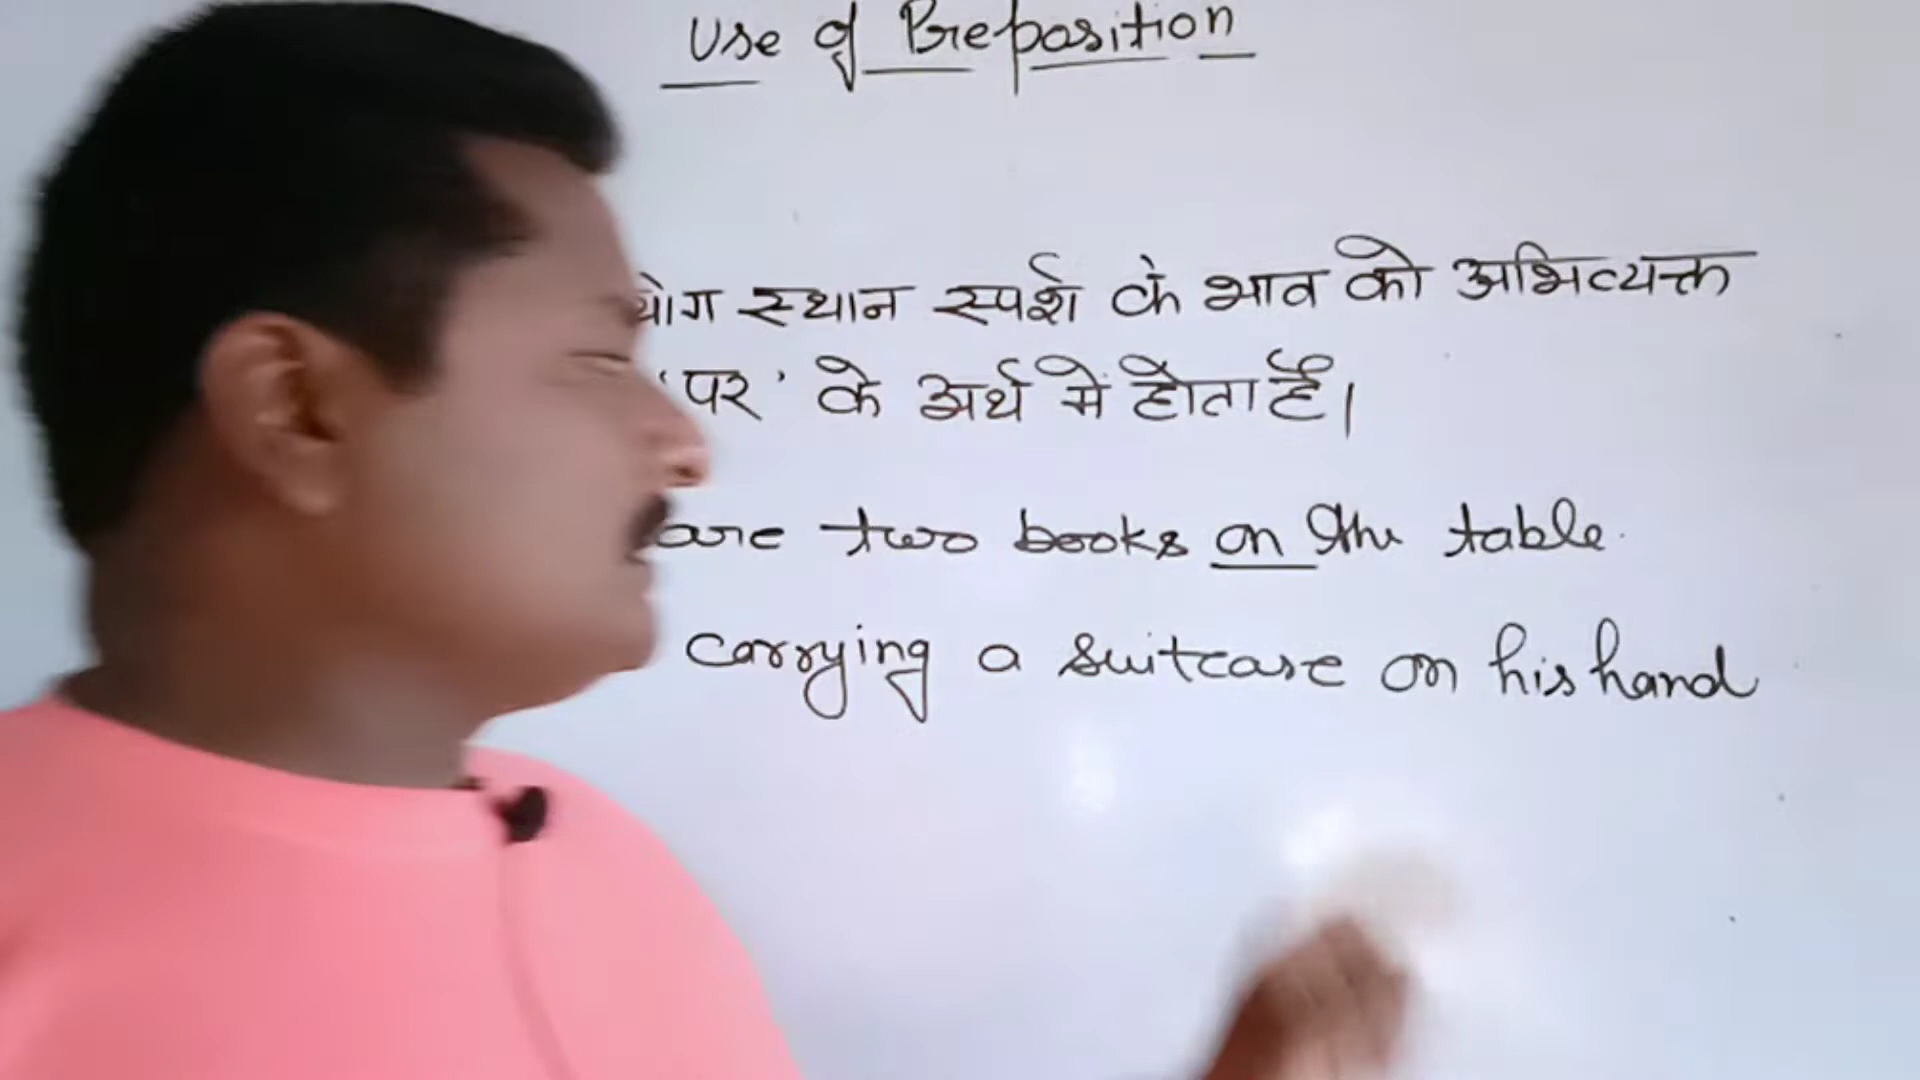 Use of Preposition
योग स्थान स्पर्श के भाव को अभिव्यक्त
'पर' के अर्थ में होता है।
are two books on the table.
carrying a suitcase on his hand